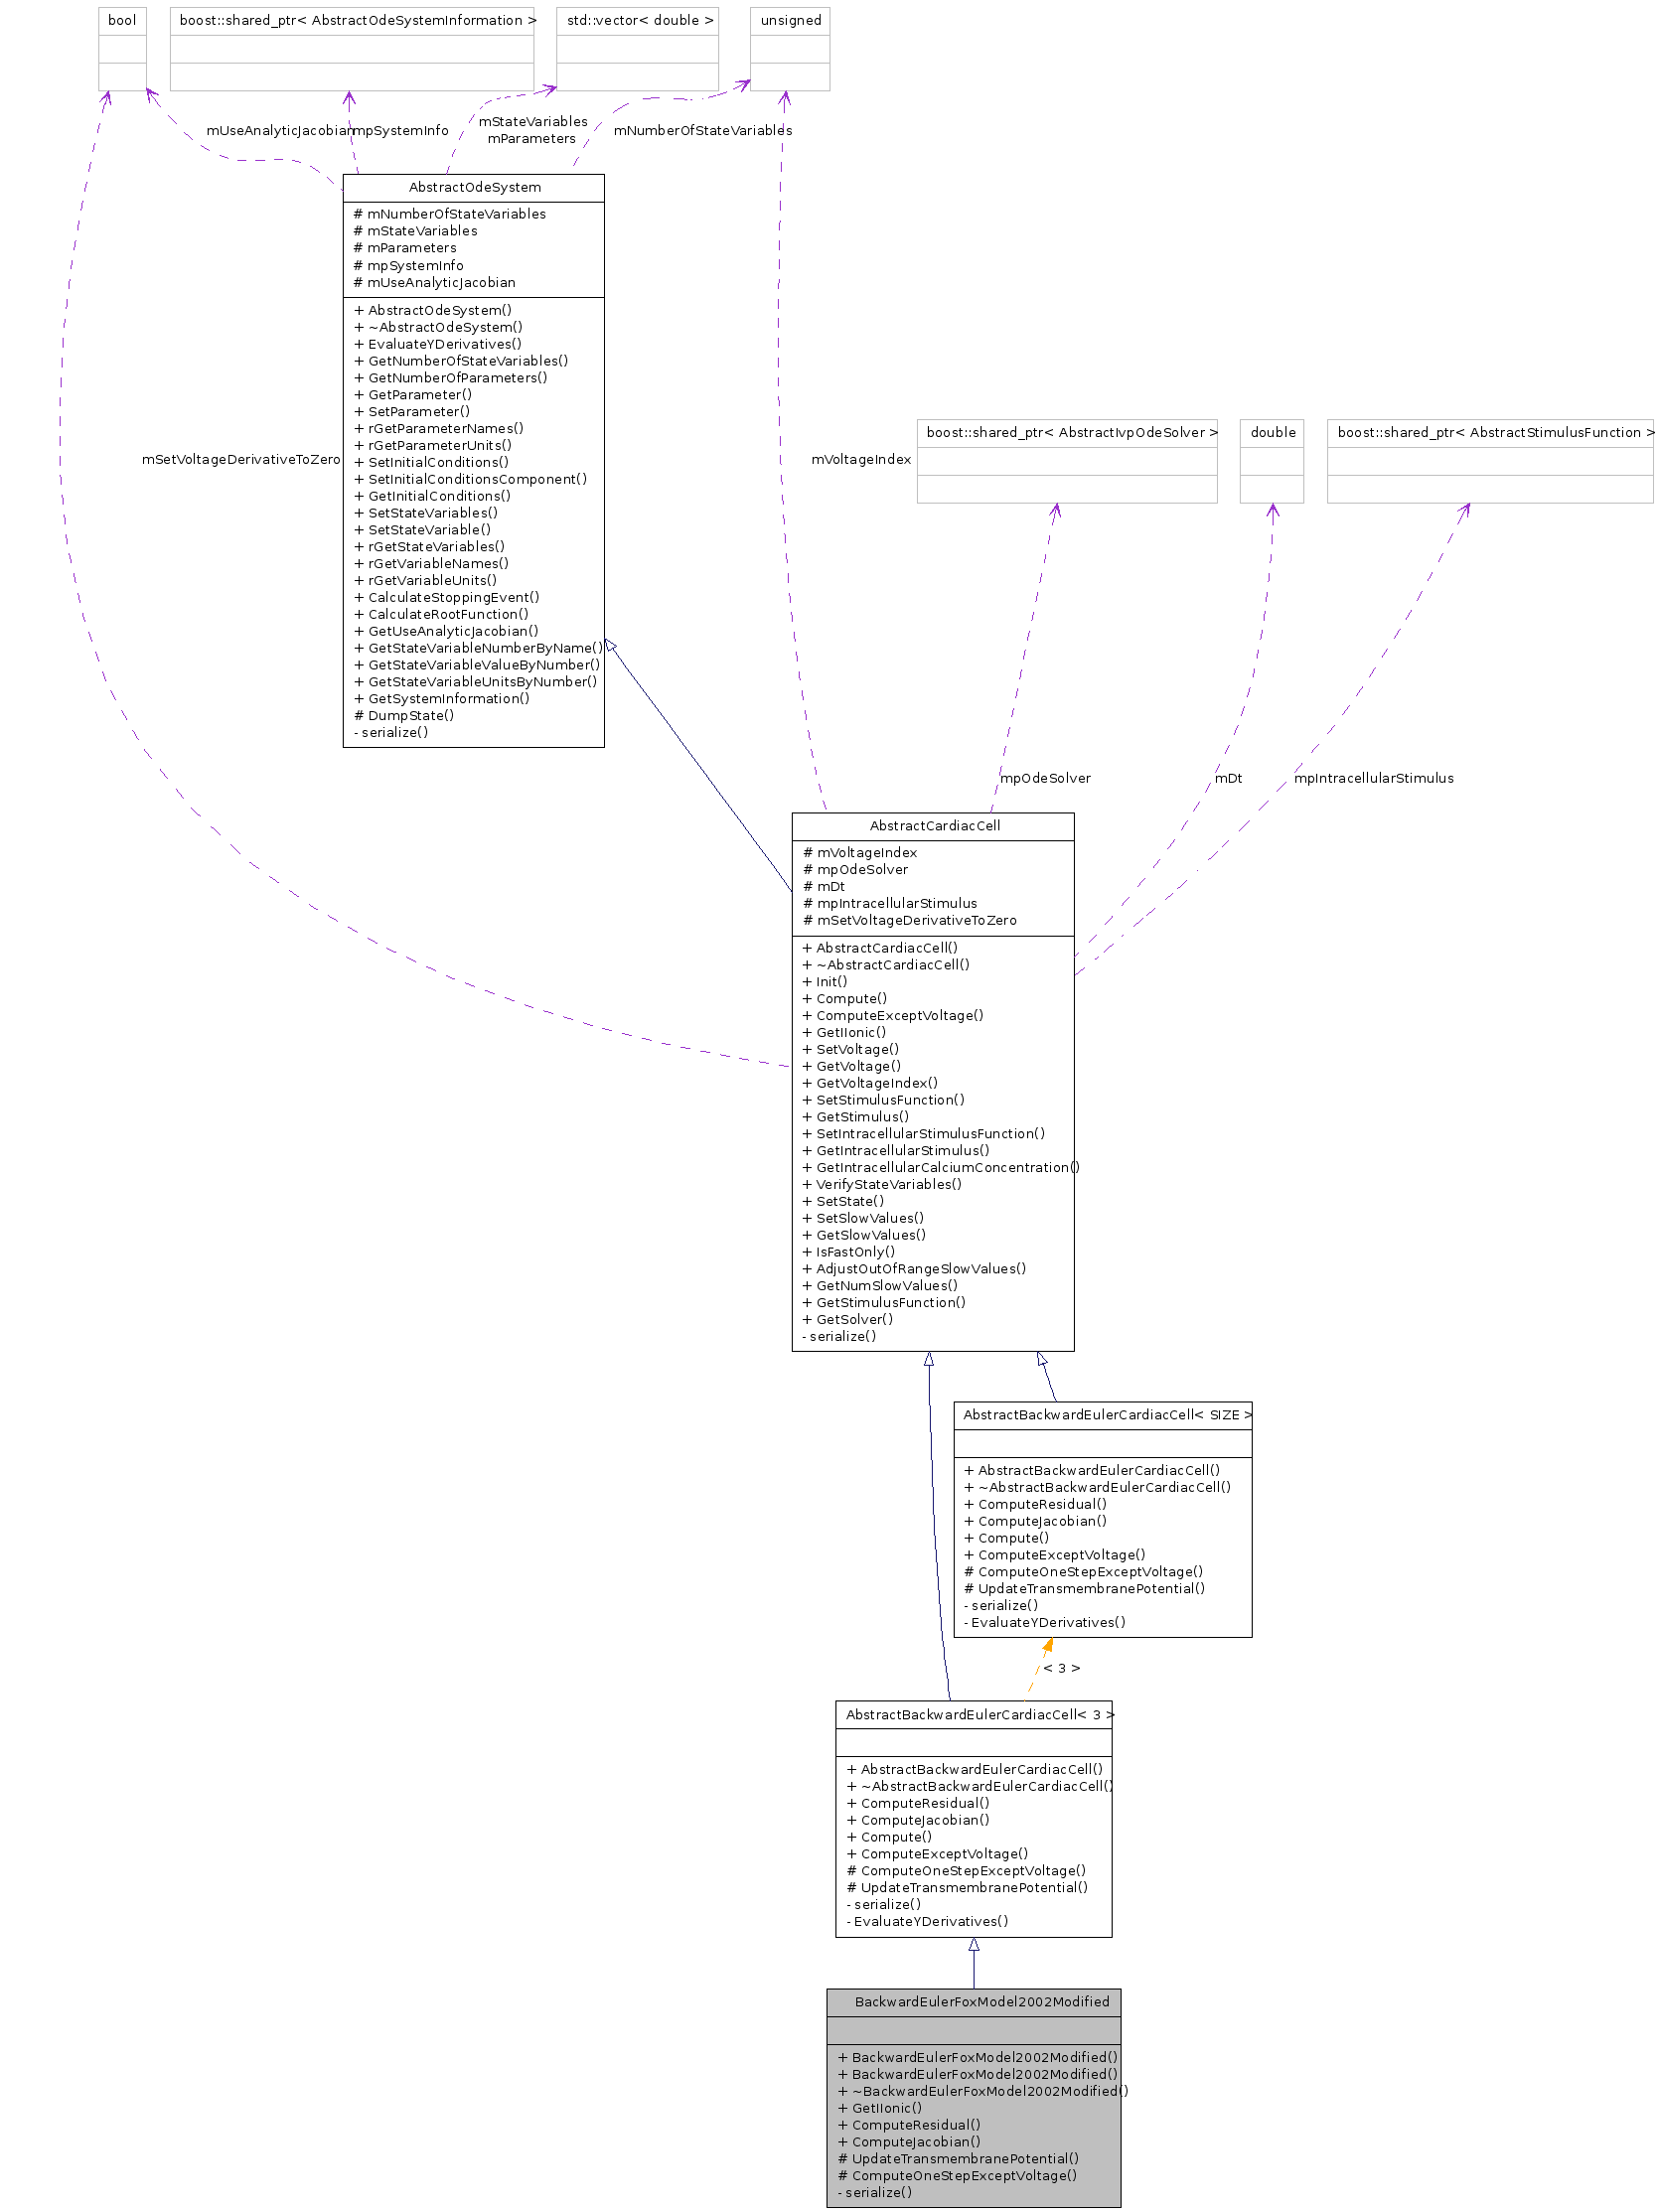 bool
boost::shared_ptr< AbstractOdeSystemInformation >
std::vector< double >
unsigned
mUseAnalyticJacobian
mpSystemInfo
mStateVariables
mParameters
mNumberOfStateVariables
AbstractOdeSystem
# mNumberOfStateVariables
# mStateVariables
# mParameters
# mpSystemInfo
# mUseAnalyticJacobian
+ AbstractOdeSystem()
+ ~AbstractOdeSystem()
+ EvaluateYDerivatives()
+ GetNumberOfStateVariables()
+ GetNumberOfParameters()
+ GetParameter()
+ SetParameter()
+ rGetParameterNames()
+ rGetParameterUnits()
+ SetInitialConditions()
+ SetInitialConditionsComponent()
+ GetInitialConditions()
+ SetStateVariables()
+ SetStateVariable()
+ rGetStateVariables()
+ rGetVariableNames()
+ rGetVariableUnits()
+ CalculateStoppingEvent()
+ CalculateRootFunction()
+ GetUseAnalyticJacobian()
+ GetStateVariableNumberByName()
+ GetStateVariableValueByNumber()
+ GetStateVariableUnitsByNumber()
+ GetSystemInformation()
# DumpState()
- serialize()
mSetVoltageDerivativeToZero
mVoltageIndex
boost::shared_ptr< AbstractIvpOdeSolver >
double
boost::shared_ptr< AbstractStimulusFunction >
mpOdeSolver
mDt
mpIntracellularStimulus
AbstractCardiacCell
# mVoltageIndex
# mpOdeSolver
# mDt
# mpIntracellularStimulus
# mSetVoltageDerivativeToZero
+ AbstractCardiacCell()
+ ~AbstractCardiacCell()
+ Init()
+ Compute()
+ ComputeExceptVoltage()
+ GetIIonic()
+ SetVoltage()
+ GetVoltage()
+ GetVoltageIndex()
+ SetStimulusFunction()
+ GetStimulus()
+ SetIntracellularStimulusFunction()
+ GetIntracellularStimulus()
+ GetIntracellularCalciumConcentration()
+ VerifyStateVariables()
+ SetState()
+ SetSlowValues()
+ GetSlowValues()
+ IsFastOnly()
+ AdjustOutOfRangeSlowValues()
+ GetNumSlowValues()
+ GetStimulusFunction()
+ GetSolver()
- serialize()
AbstractBackwardEulerCardiacCell< SIZE >
+ AbstractBackwardEulerCardiacCell()
+ ~AbstractBackwardEulerCardiacCell()
+ ComputeResidual()
+ ComputeJacobian()
+ Compute()
+ ComputeExceptVoltage()
# ComputeOneStepExceptVoltage()
# UpdateTransmembranePotential()
- serialize()
- EvaluateYDerivatives()
< 3 >
AbstractBackwardEulerCardiacCell< 3 >
+ AbstractBackwardEulerCardiacCell()
+ ~AbstractBackwardEulerCardiacCell()
+ ComputeResidual()
+ ComputeJacobian()
+ Compute()
+ ComputeExceptVoltage()
# ComputeOneStepExceptVoltage()
# UpdateTransmembranePotential()
- serialize()
- EvaluateYDerivatives()
BackwardEulerFoxModel2002Modified
+ BackwardEulerFoxModel2002Modified()
+ BackwardEulerFoxModel2002Modified()
+ ~BackwardEulerFoxModel2002Modified()
+ GetIIonic()
+ ComputeResidual()
+ ComputeJacobian()
# UpdateTransmembranePotential()
# ComputeOneStepExceptVoltage()
- serialize()